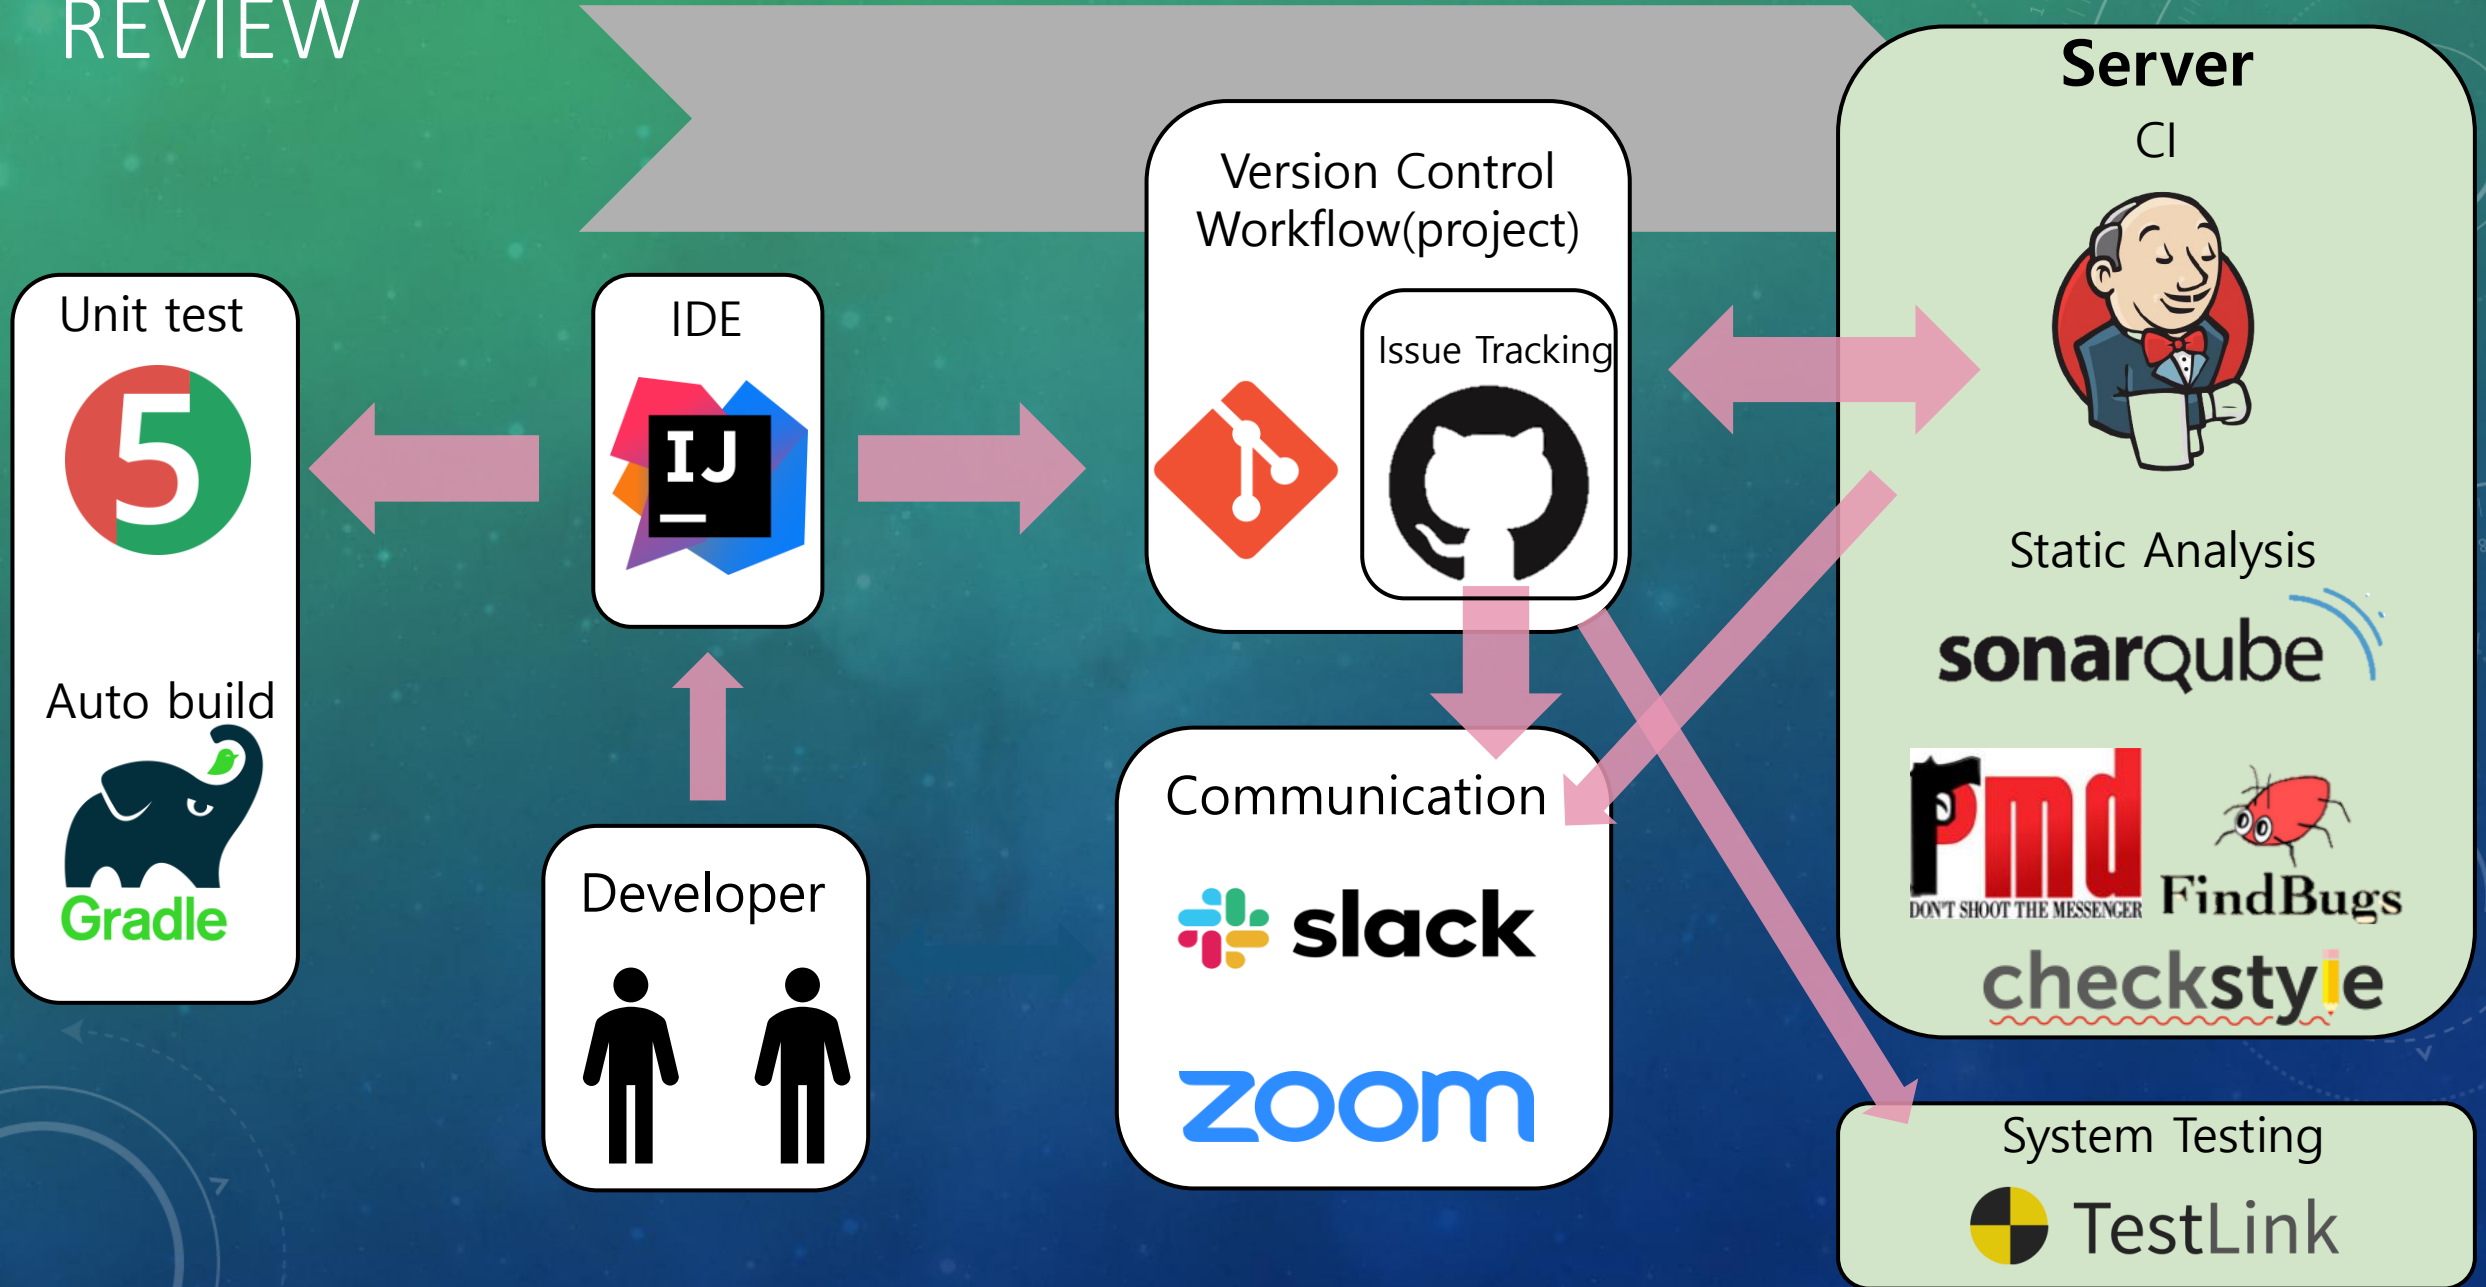 REVIEW
Server
CI
Version Control
Workflow(project)
Unit test
IDE
Issue Tracking
5
IJ
Static Analysis
sonarqube
Auto build
Gradle
Communication
PMD
DON'T SHOOT THE MESSENGER
FindBugs
Developer
slack
checkstyle
zoom
System Testing
TestLink